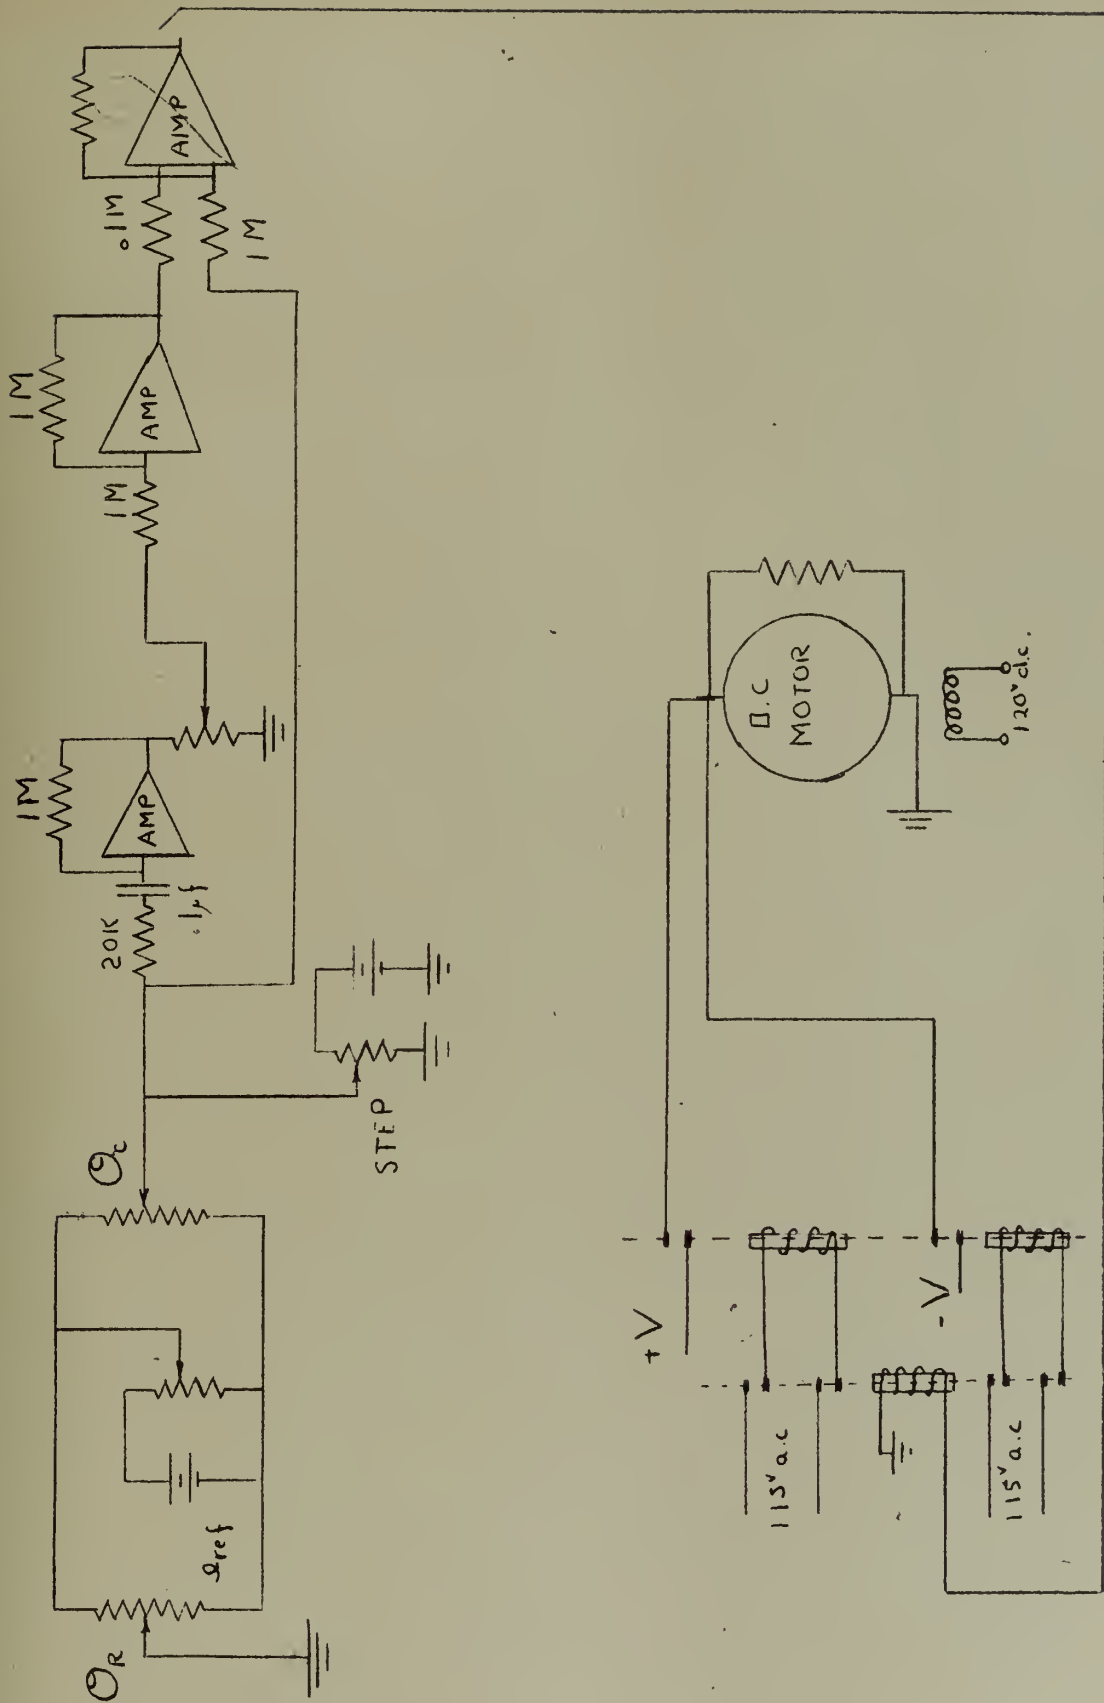 1M
1M
1M
.1M
AMP
AMP
AMP
1M
20K
.1μf
Θc
STEP
ΘR
eref
D.C
MOTOR
120v d.c.
+V
-V
115v a.c
115v a.c